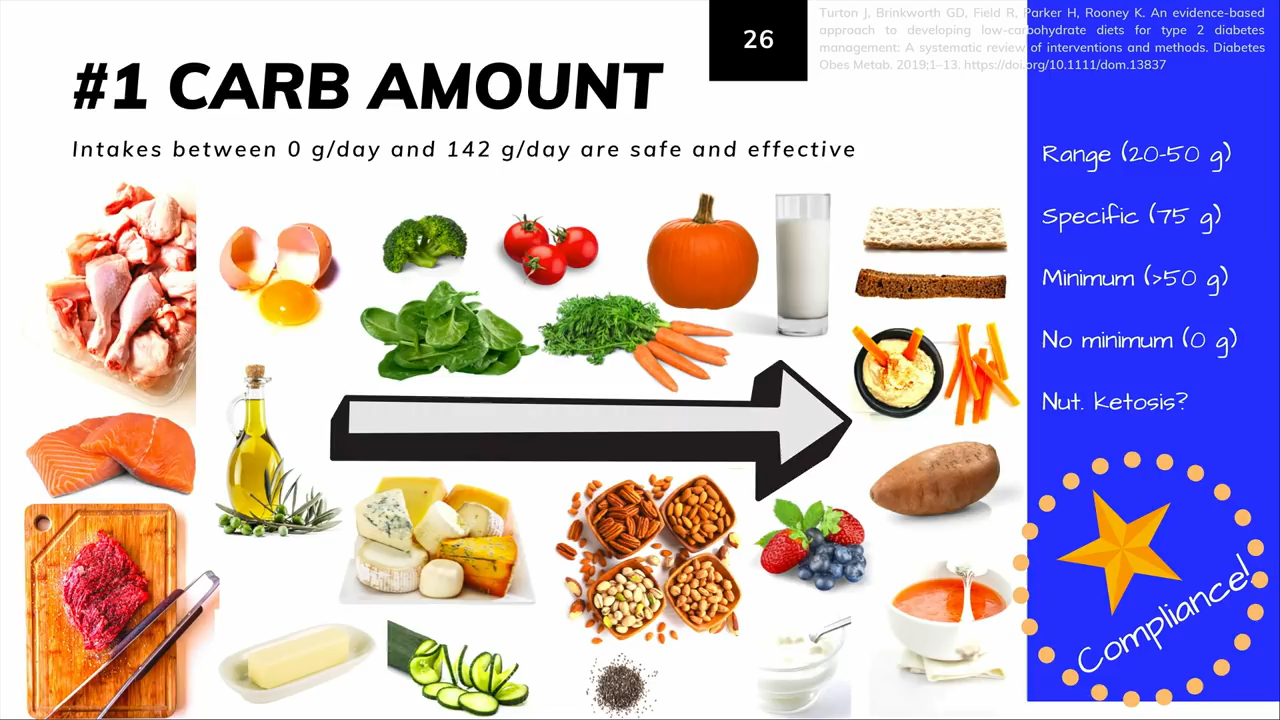 26
Turton J, Brinkworth GD, Field R, Parker H, Rooney K. An evidence-based
approach to developing low-carbohydrate diets for type 2 diabetes
management: A systematic review of interventions and methods. Diabetes
Obes Metab. 2019;1–13. https://doi.org/10.1111/dom.13837
#1 CARB AMOUNT
Intakes between 0 g/day and 142 g/day are safe and effective
Range (20-50 g)
Specific (75 g)
Minimum (>50 g)
No minimum (0 g)
Nut. Ketosis?
Compliance!